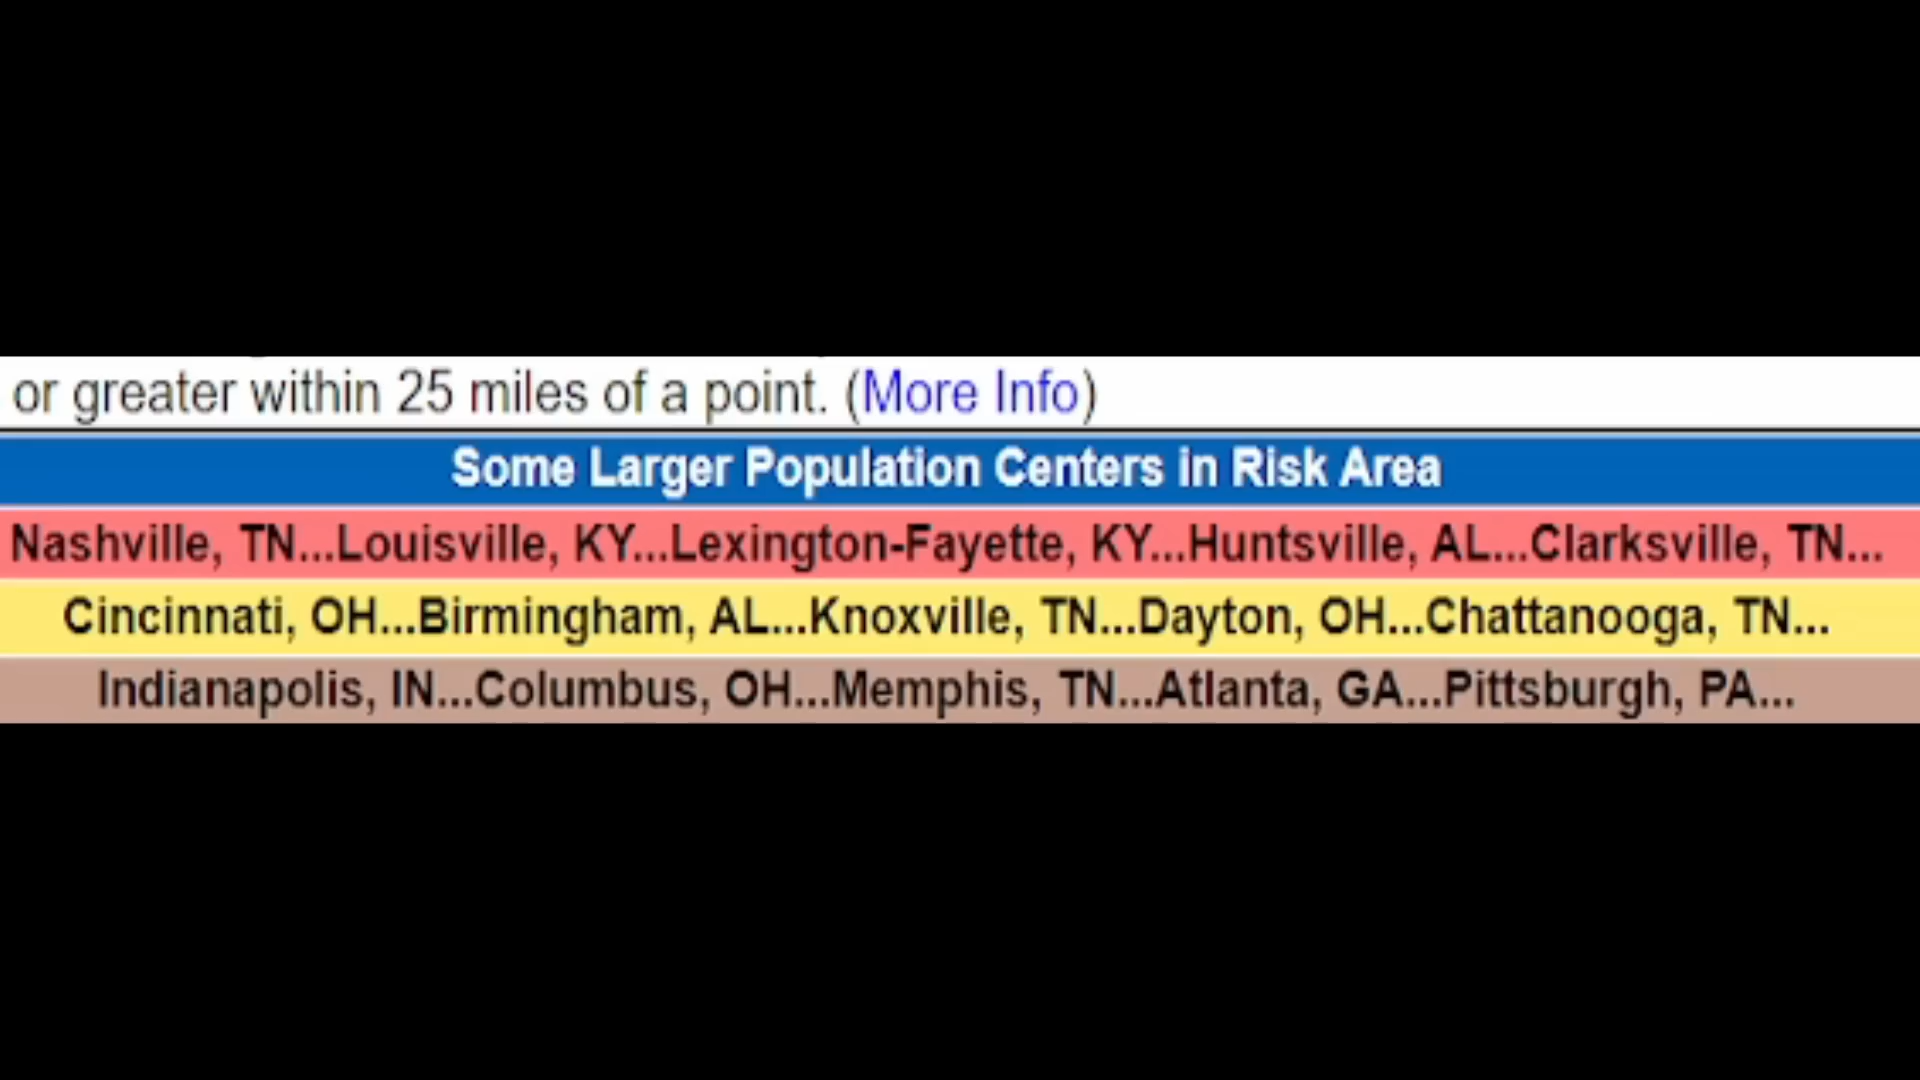 or greater within 25 miles of a point. (More Info)
Some Larger Population Centers in Risk Area
Nashville, TN...Louisville, KY...Lexington-Fayette, KY...Huntsville, AL...Clarksville, TN...
Cincinnati, OH...Birmingham, AL...Knoxville, TN...Dayton, OH...Chattanooga, TN...
Indianapolis, IN...Columbus, OH...Memphis, TN...Atlanta, GA...Pittsburgh, PA...